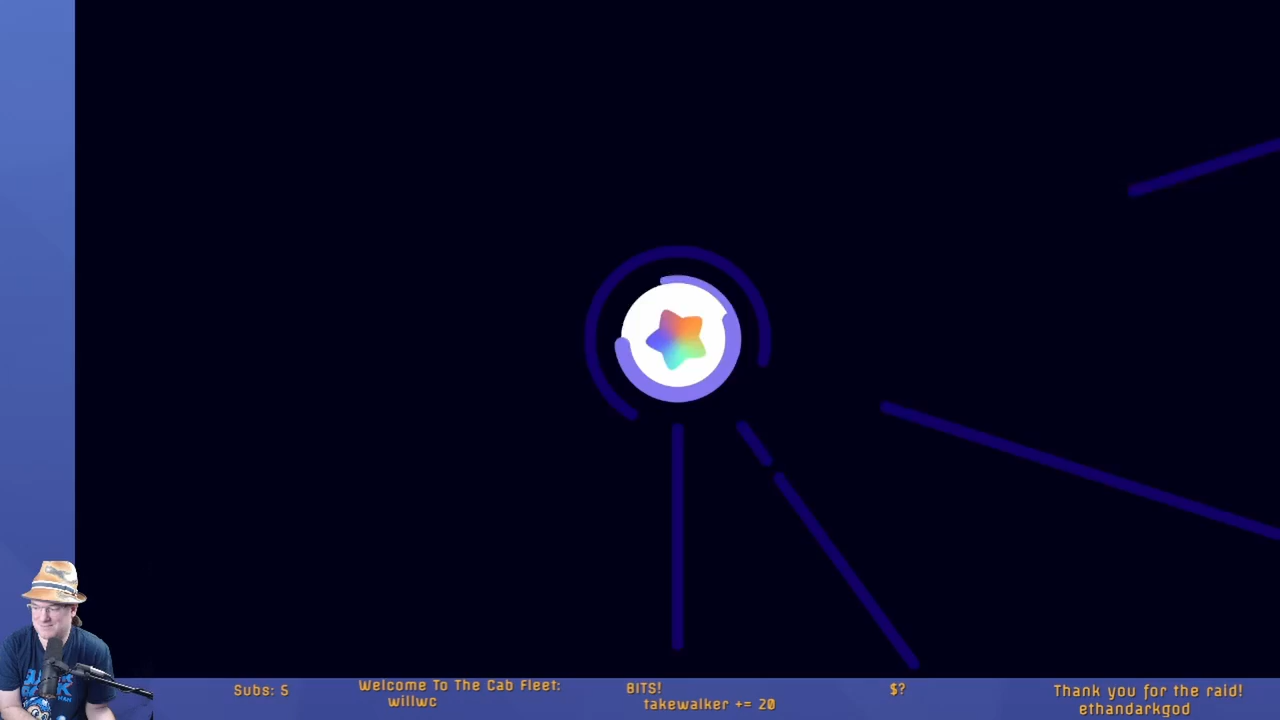 Subs: 5
Welcome To The Cab Fleet:
willwc
BITS!
takewalker += 20
$?
Thank you for the raid!
ethandarkgod